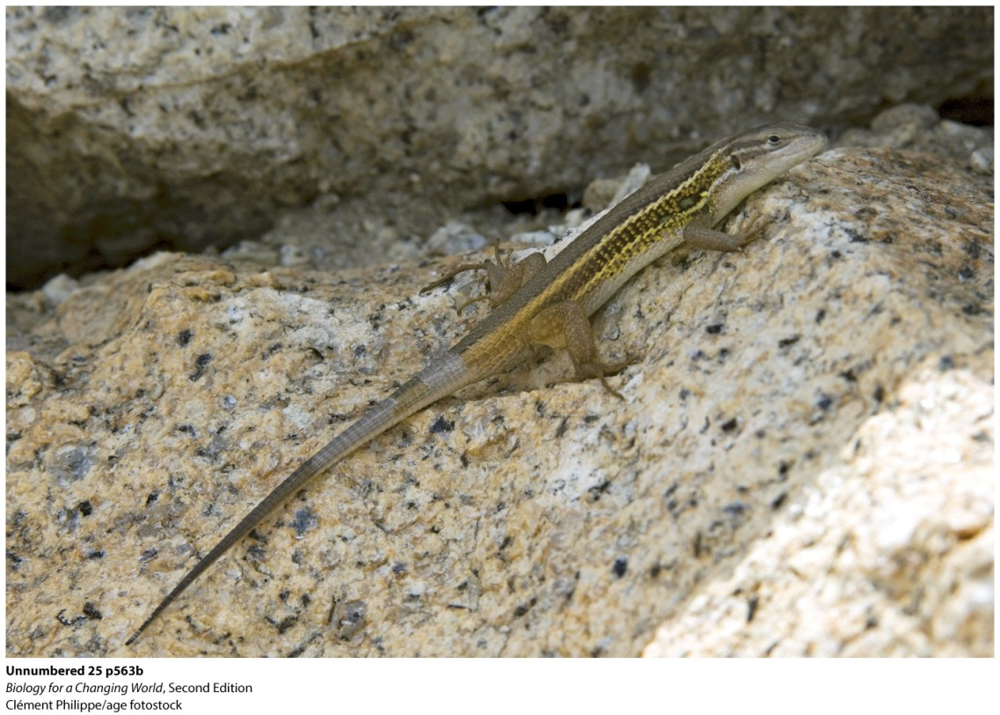 Unnumbered 25 p563b
Biology for a Changing World, Second Edition
Clément Philippe/age fotostock